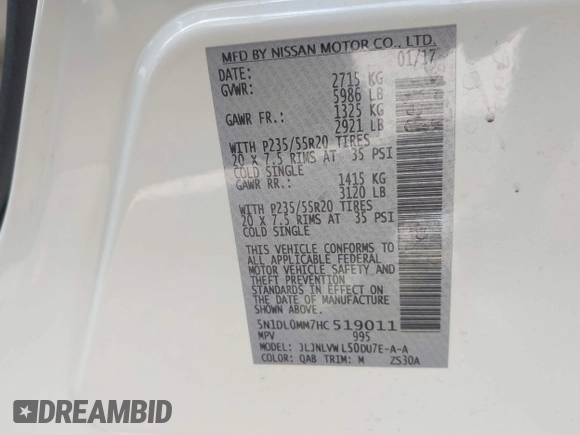 MFD BY NISSAN MOTOR CO., LTD.
DATE: 01/17
GVWR: 2715 KG
5986 LB
GAWR FR.: 1325 KG
2921 LB
WITH P235/55R20 TIRES
20 X 7.5 RIMS AT 35 PSI
COLD SINGLE
GAWR RR.: 1415 KG
3120 LB
WITH P235/55R20 TIRES
20 X 7.5 RIMS AT 35 PSI
COLD SINGLE
THIS VEHICLE CONFORMS TO
ALL APPLICABLE FEDERAL
MOTOR VEHICLE SAFETY AND
THEFT PREVENTION
STANDARDS IN EFFECT ON
THE DATE OF MANUFACTURE
SHOWN ABOVE.
5N1DL0MM7HC519011
MPV 995
MODEL: JLJNLVWL50DU7E-A-A
COLOR: QAB TRIM: M ZS30A
WDREAMBID
WDREAMBID.COM